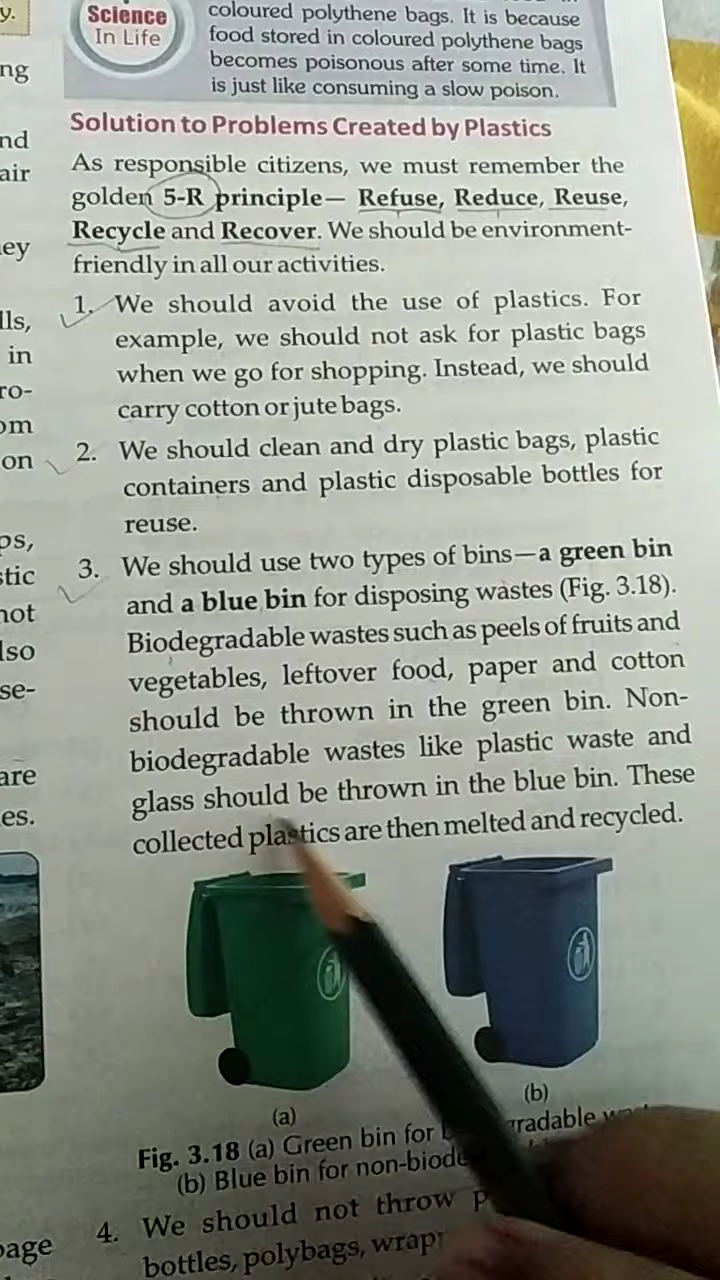 y.
ng
nd
air
ey
lls,
in
ro-
om
on
ps,
stic
not
lso
se-
are
es.
page
Science
In Life
coloured polythene bags. It is because
food stored in coloured polythene bags
becomes poisonous after some time. It
is just like consuming a slow poison.
Solution to Problems Created by Plastics
As responsible citizens, we must remember the
golden 5-R principle— Refuse, Reduce, Reuse,
Recycle and Recover. We should be environment-
friendly in all our activities.
1. We should avoid the use of plastics. For
example, we should not ask for plastic bags
when we go for shopping. Instead, we should
carry cotton or jute bags.
2. We should clean and dry plastic bags, plastic
containers and plastic disposable bottles for
reuse.
3. We should use two types of bins—a green bin
and a blue bin for disposing wastes (Fig. 3.18).
Biodegradable wastes such as peels of fruits and
vegetables, leftover food, paper and cotton
should be thrown in the green bin. Non-
biodegradable wastes like plastic waste and
glass should be thrown in the blue bin. These
collected plastics are then melted and recycled.
(a)
(b)
Fig. 3.18 (a) Green bin for
(b) Blue bin for
4. We should not throw
bottles, polybags,